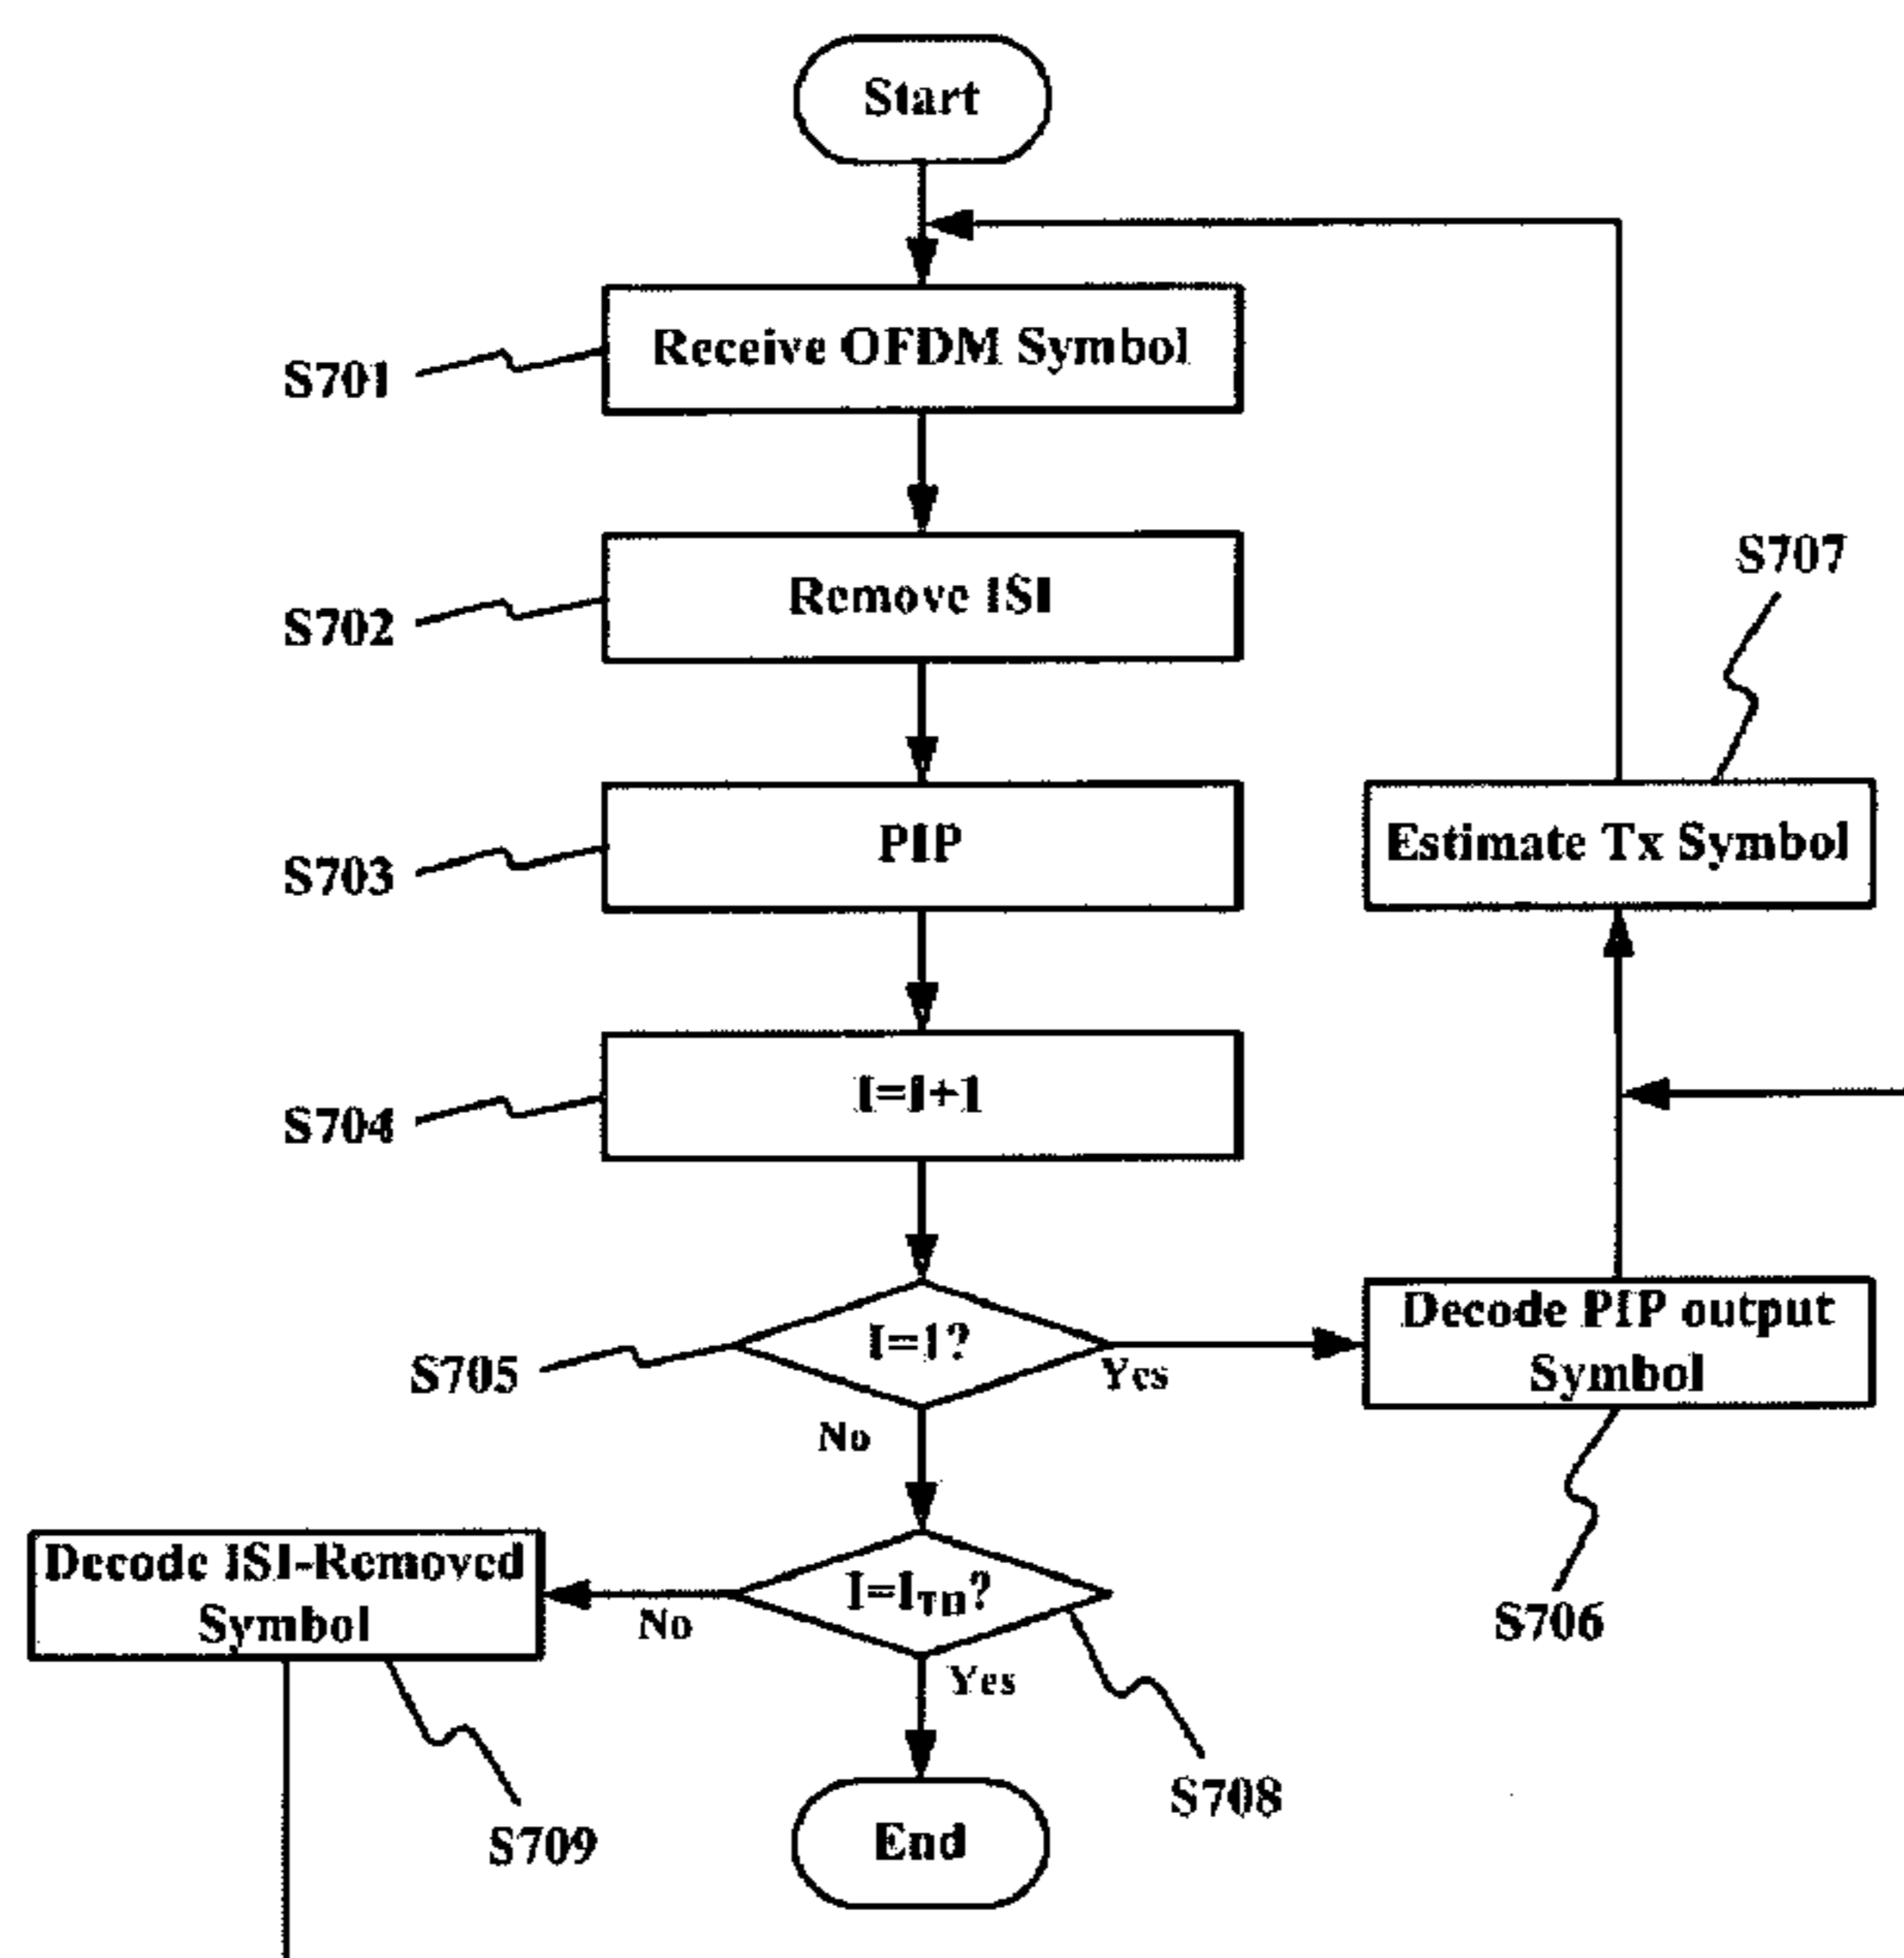 Start
Receive OFDM Symbol
S701
Remove ISI
S702
S707
PIP
S703
Estimate Tx Symbol
I=I+1
S704
I=1?
Yes
S705
Decode PIP output
Symbol
No
S706
Decode ISI-Removed
Symbol
No
I=I_TH?
Yes
S708
S709
End